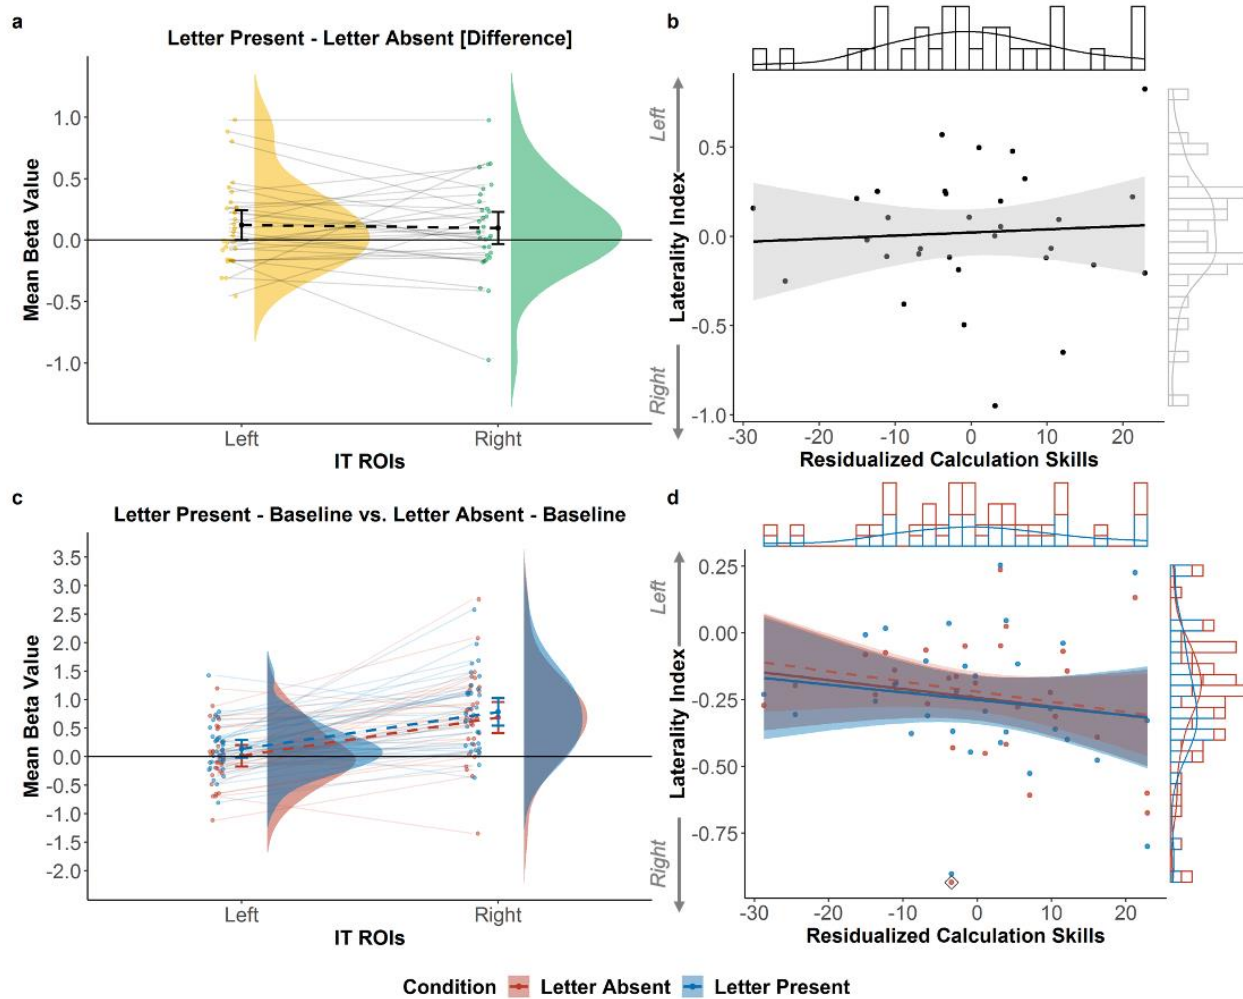 a
Letter Present - Letter Absent [Difference]
Mean Beta Value
1.0
0.5
0.0
-0.5
-1.0
Left
Right
IT ROIs
b
Left
Laterality Index
Right
0.5
0.0
-0.5
-1.0
-30
-20
-10
0
10
20
Residualized Calculation Skills
c
Letter Present - Baseline vs. Letter Absent - Baseline
Mean Beta Value
3.5
3.0
2.5
2.0
1.5
1.0
0.5
0.0
-0.5
-1.0
-1.5
-2.0
Left
Right
IT ROIs
d
Left
Laterality Index
Right
0.25
0.00
-0.25
-0.50
-0.75
-30
-20
-10
0
10
20
Residualized Calculation Skills
Condition Letter Absent Letter Present